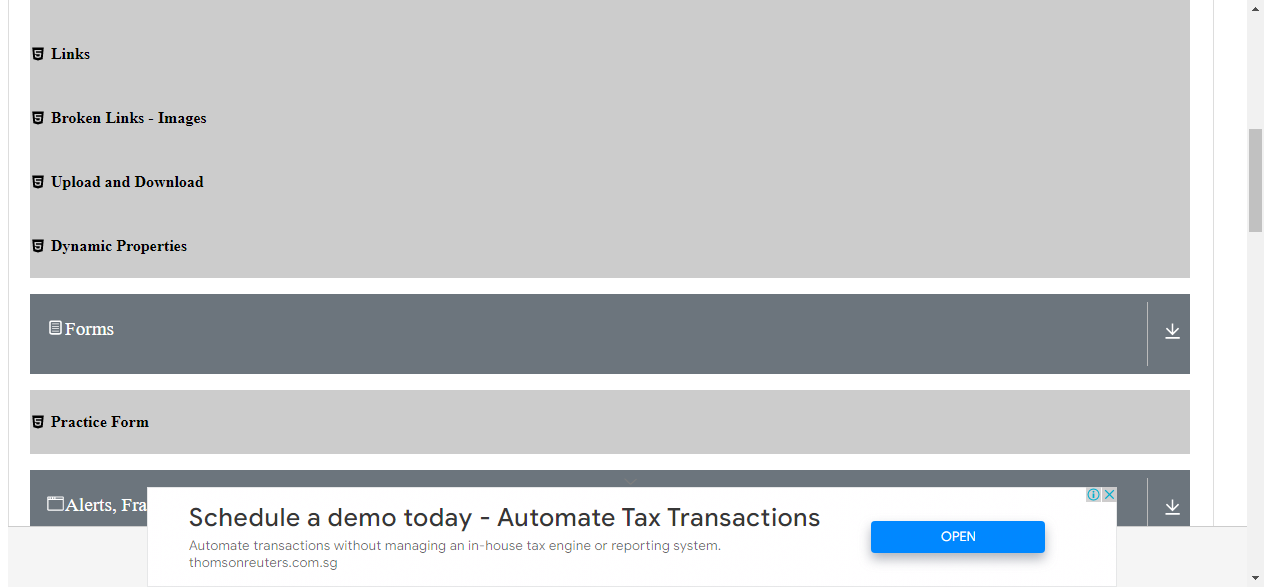 Links
Broken Links - Images
Upload and Download
Dynamic Properties
Forms
Practice Form
Alerts, Fra
Schedule a demo today - Automate Tax Transactions
Automate transactions without managing an in-house tax engine or reporting system.
thomsonreuters.com.sg
OPEN